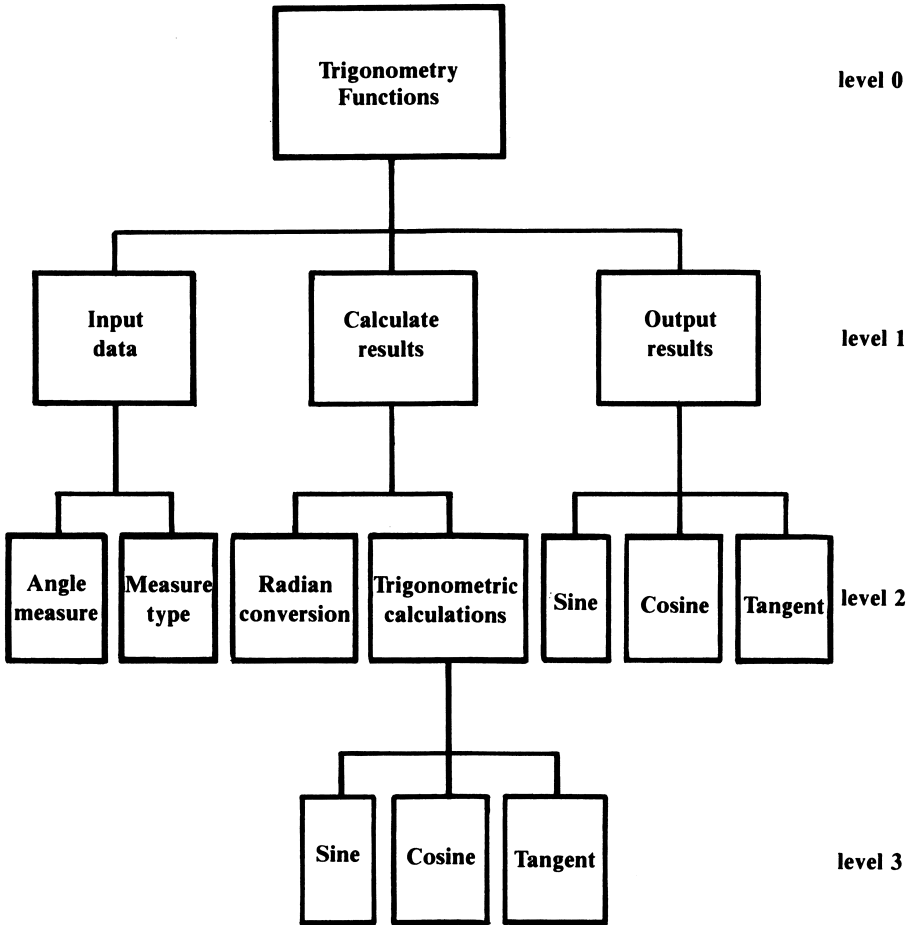 Trigonometry
Functions
level 0
Input
data
Calculate
results
Output
results
level 1
Angle
measure
Measure
type
Radian
conversion
Trigonometric
calculations
Sine
Cosine
Tangent
level 2
Sine
Cosine
Tangent
level 3